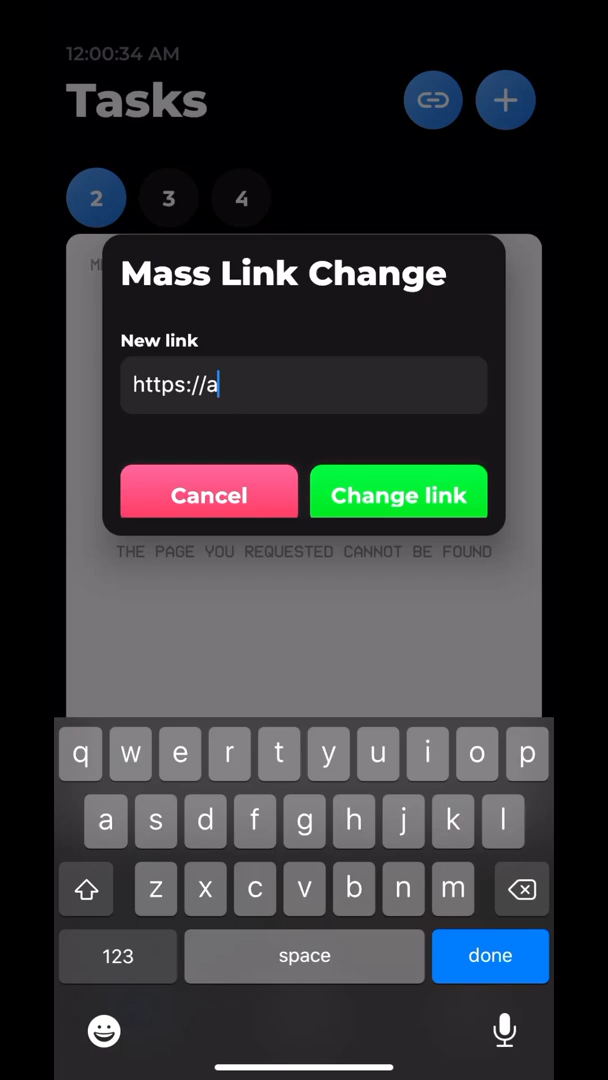 12:00:34 AM
Tasks
2 3 4
Mass Link Change
New link
https://a
Cancel Change link
THE PAGE YOU REQUESTED CANNOT BE FOUND
q w e r t y u i o p
a s d f g h j k l
z x c v b n m
123 space done